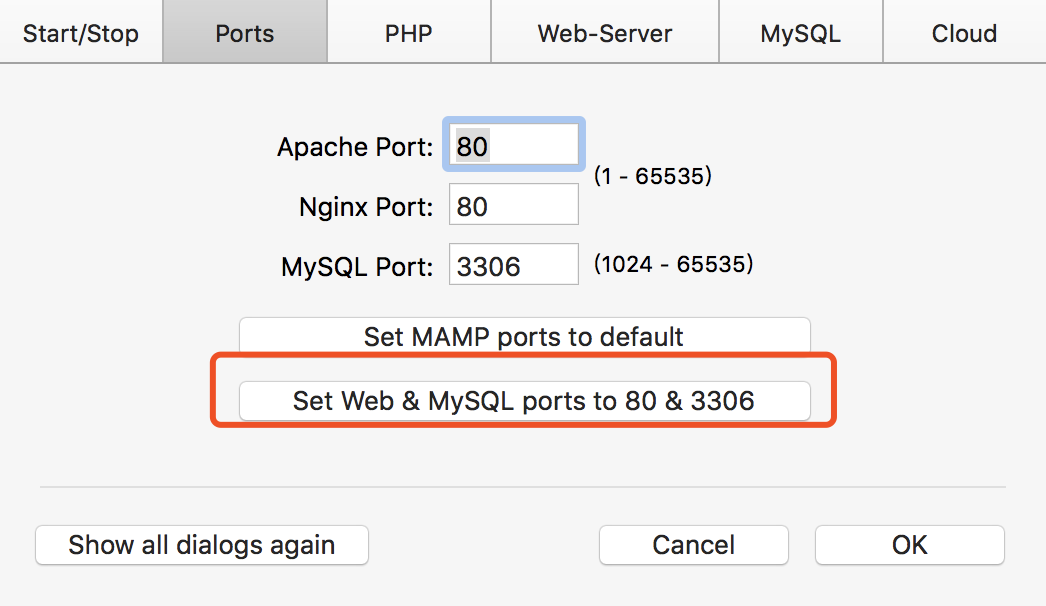 Start/Stop Ports PHP Web-Server MySQL Cloud
Apache Port: 80
(1 - 65535)
Nginx Port: 80
MySQL Port: 3306 (1024 - 65535)
Set MAMP ports to default
Set Web & MySQL ports to 80 & 3306
Show all dialogs again Cancel OK